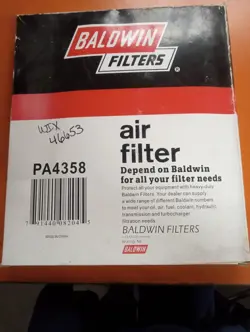 BALDWIN
FILTERS®
WIX
46653
air
filter
PA4358
Depend on Baldwin
for all your filter needs
Protect all your equipment with heavy-duty
Baldwin Filters. Your dealer can supply
a wide range of different Baldwin numbers
to meet your oil, air, fuel, coolant, hydraulic
transmission and turbocharger
filtration needs.
BALDWIN FILTERS
BALDWIN